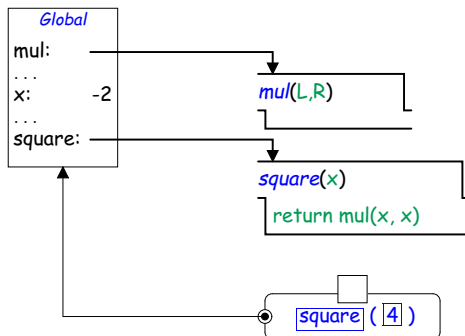 Global
mul:
...
x: -2
...
square:
mul(L,R)
square(x)
return mul(x, x)
square ( 4 )